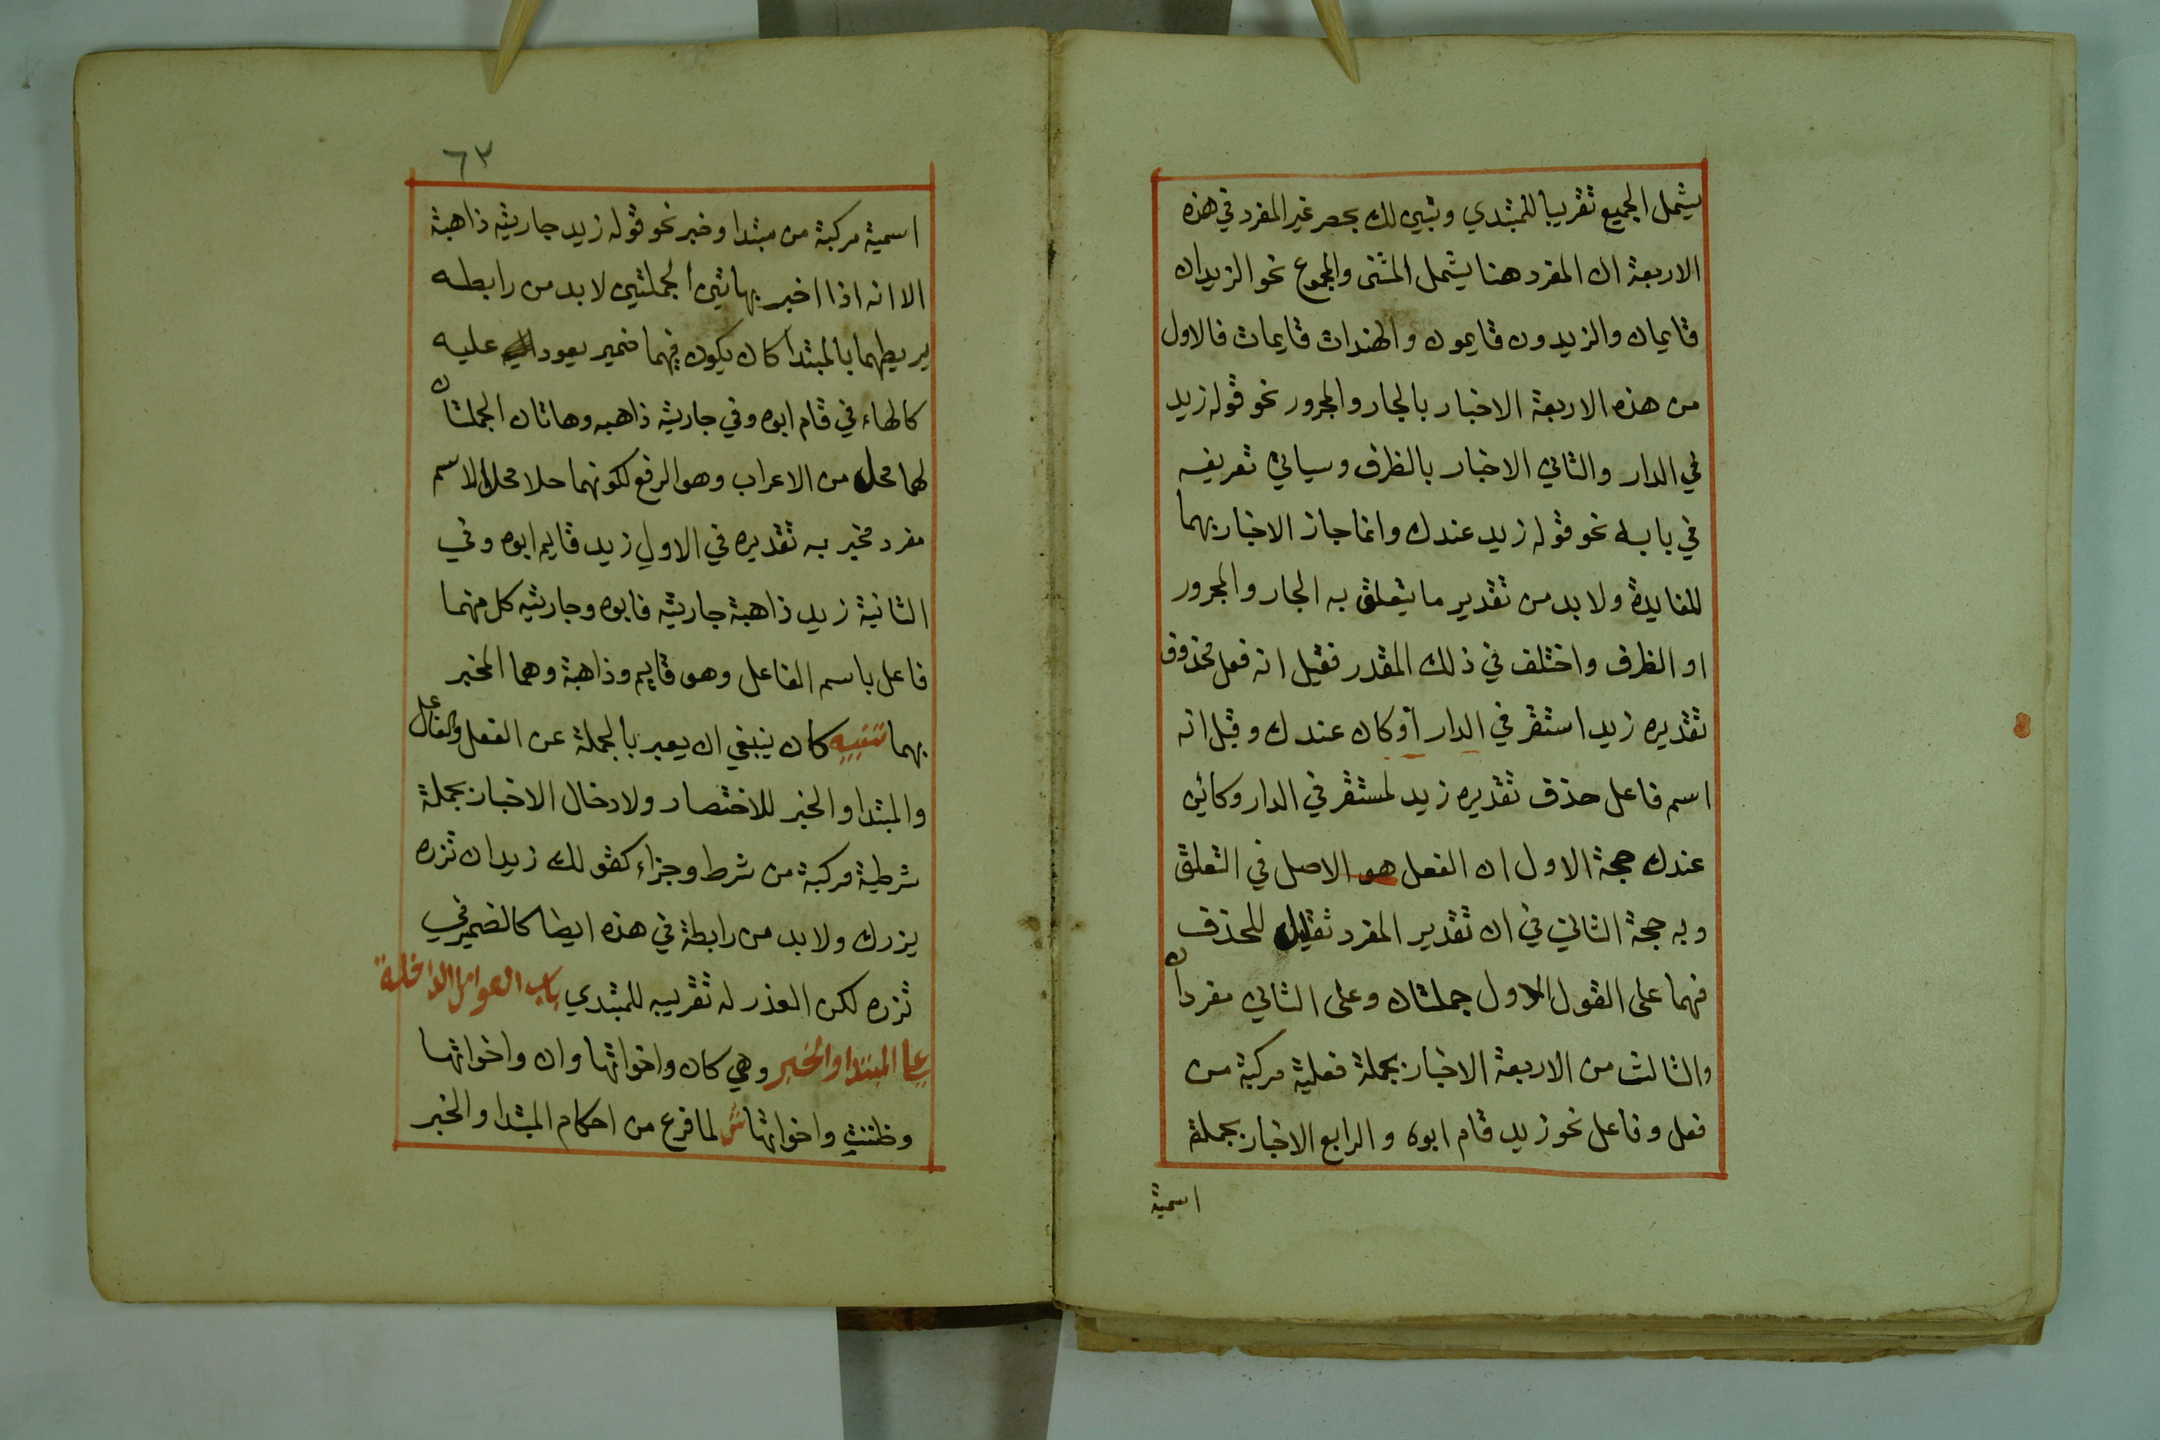 يشمل الجميع تقريبا للمبتدي وتبين لك بحصر غير المفرد في هذه
الاربعة ان المفرد هنا يشمل المثنى والمجموع نحو الزيدان
قايمان والزيدون قايمون والهندات قايمات فالاول
من هذه الاربعة الاخبار بالجار والمجرور نحو قوله زيد
في الدار والثاني الاخبار بالظرف وسياتي تعريفه
في بابه نحو قوله زيد عندك وانما جاز الاخبار بهما
للفايدة ولا بد من تقدير ما يتعلق به الجار والمجرور
او الظرف واختلف في ذلك المقدر فقيل انه فعل محذوف
تقديره زيد استقر في الدار أو كان عندك وقيل انه
اسم فاعل حذف تقديره زيد مستقر في الدار وكائن
عندك حجة الاول ان الفعل هو الاصل في التعلق
وبه حجة الثاني في ان تقدير المفرد تقليل للحذف
فهما على القول الاول جملتان وعلى الثاني مفردان
والثالث من الاربعة الاخبار بجملة فعلية مركبة من
فعل وفاعل نحو زيد قام ابوه والرابع الاخبار بجملة
اسمية
٦٣
اسمية مركبة من مبتدا وخبر نحو قوله زيد جاريته ذاهبة
الا انه اذا اخبر بهاتين الجملتين لا بد من رابطه
يربطهما بالمبتدا كان يكون فيهما ضمير يعود عليه
كالهاء في قام ابوه وفي جاريته ذاهبه وهاتان الجملتان
لهما محل من الاعراب وهو الرفع لكونهما حلا محل الاسم
مفرد مخبر به تقديره في الاول زيد قايم ابوه وفي
الثانية زيد ذاهبة جاريته فابوه وجاريته كل منهما
فاعل باسم الفاعل وهو قايم وذاهبة وهما المخبر
بهما تنبيه كان ينبغي ان يعبر بالجملة عن الفعل والفاعل
والمبتدا والخبر للاختصار ولادخال الاخبار بجملة
شرطية مركبة من شرط وجزاء كقولك زيد ان تزره
يزرك ولا بد من رابطة في هذه ايضا كالضمير في
تزره لكن العذر له تقريبه للمبتدي باب العوامل الداخلة
على المبتدا والخبر وهي كان واخواتها وان واخواتها
وظننت واخواتها ش لما فرع من احكام المبتدا والخبر